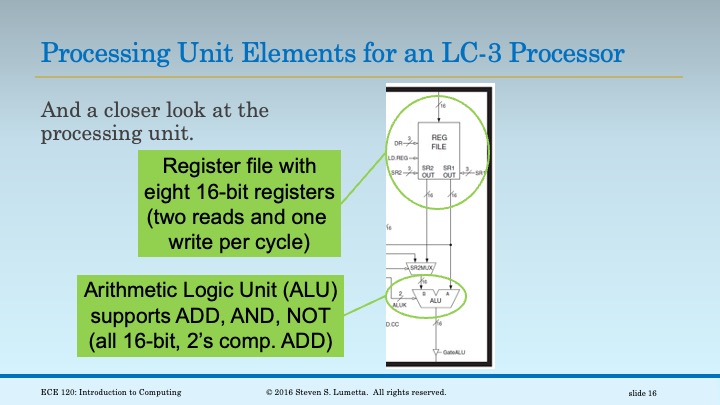 Processing Unit Elements for an LC-3 Processor
And a closer look at the
processing unit.
Register file with
eight 16-bit registers
(two reads and one
write per cycle)
Arithmetic Logic Unit (ALU)
supports ADD, AND, NOT
(all 16-bit, 2's comp. ADD)
16
REG
FILE
DR
3
LD.REG
SR2
3
SR2
OUT
SR1
OUT
3
SR1
16
16
SR2MUX
16
B
A
ALU
2
ALUK
D.CC
16
GateALU
ECE 120: Introduction to Computing
© 2016 Steven S. Lumetta. All rights reserved.
slide 16